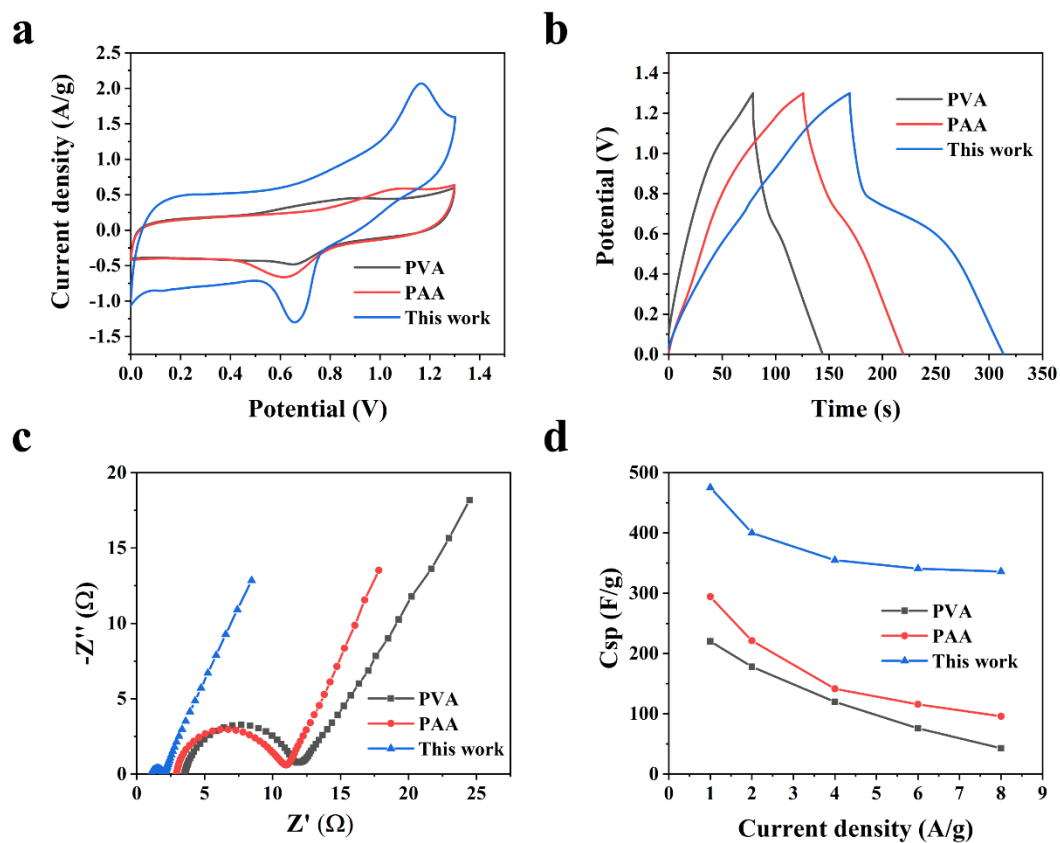 a
Current density (A/g)
2.5
2.0
1.5
1.0
0.5
0.0
-0.5
-1.0
-1.5
PVA
PAA
This work
0.0 0.2 0.4 0.6 0.8 1.0 1.2 1.4
Potential (V)
b
Potential (V)
1.4
1.2
1.0
0.8
0.6
0.4
0.2
0.0
PVA
PAA
This work
0 50 100 150 200 250 300 350
Time (s)
c
-Z'' (Ω)
20
15
10
5
0
PVA
PAA
This work
0 5 10 15 20 25
Z' (Ω)
d
Csp (F/g)
500
400
300
200
100
0
PVA
PAA
This work
0 1 2 3 4 5 6 7 8 9
Current density (A/g)